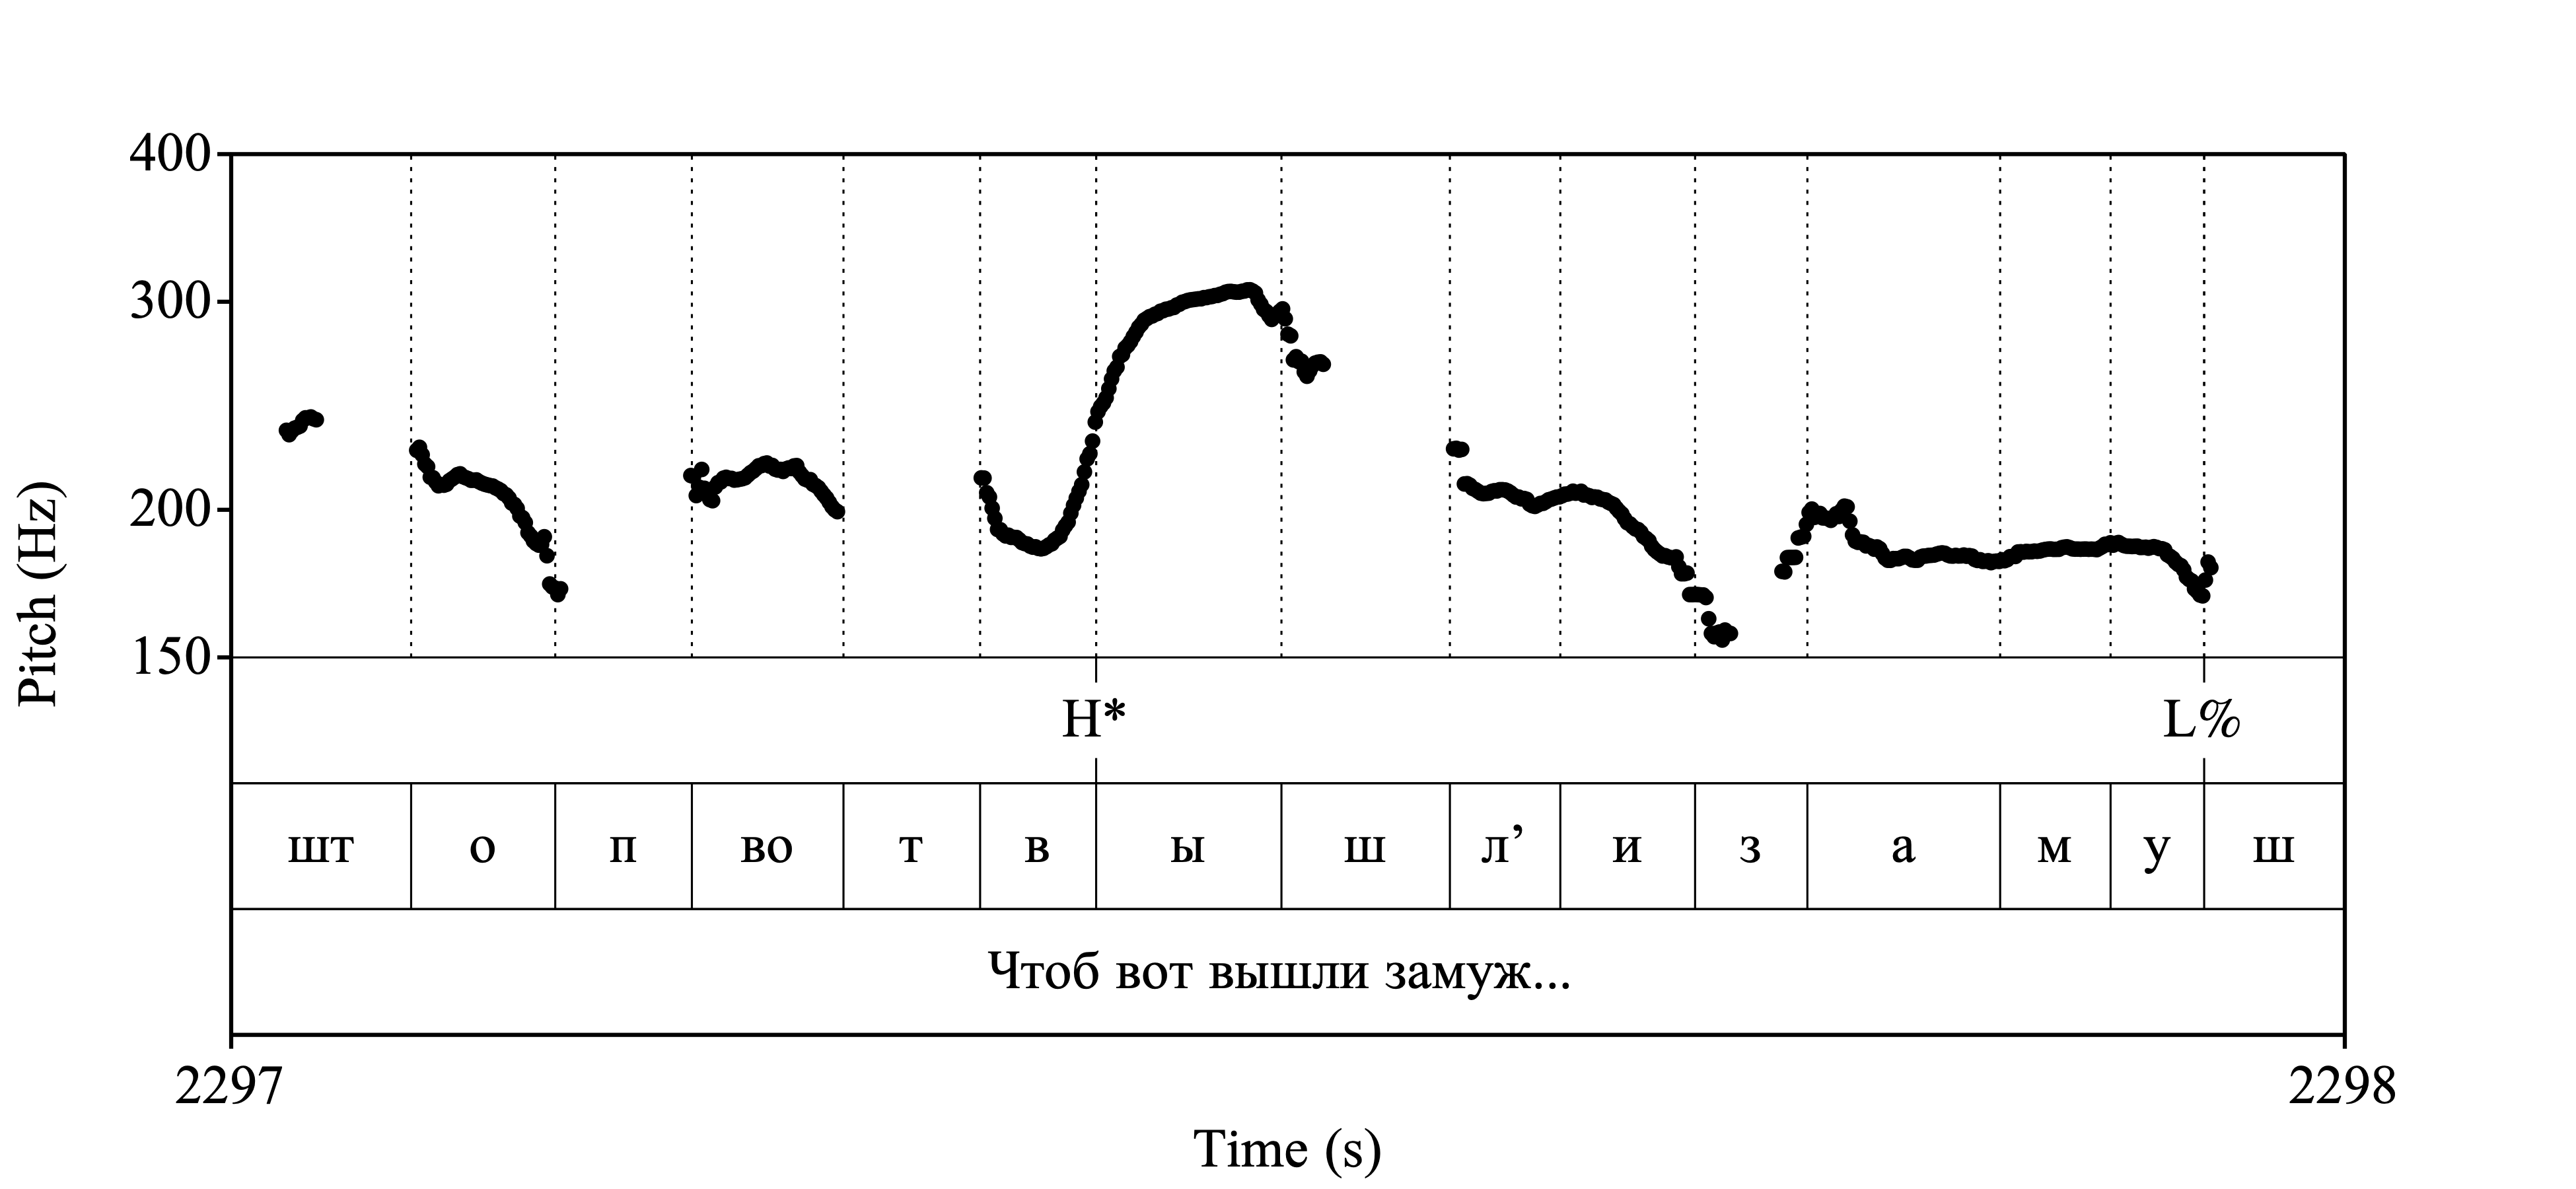 400
300
200
150
Pitch (Hz)
H* L%
шт о п во т в ы ш л’ и з а м у ш
Чтоб вот вышли замуж...
2297 2298
Time (s)